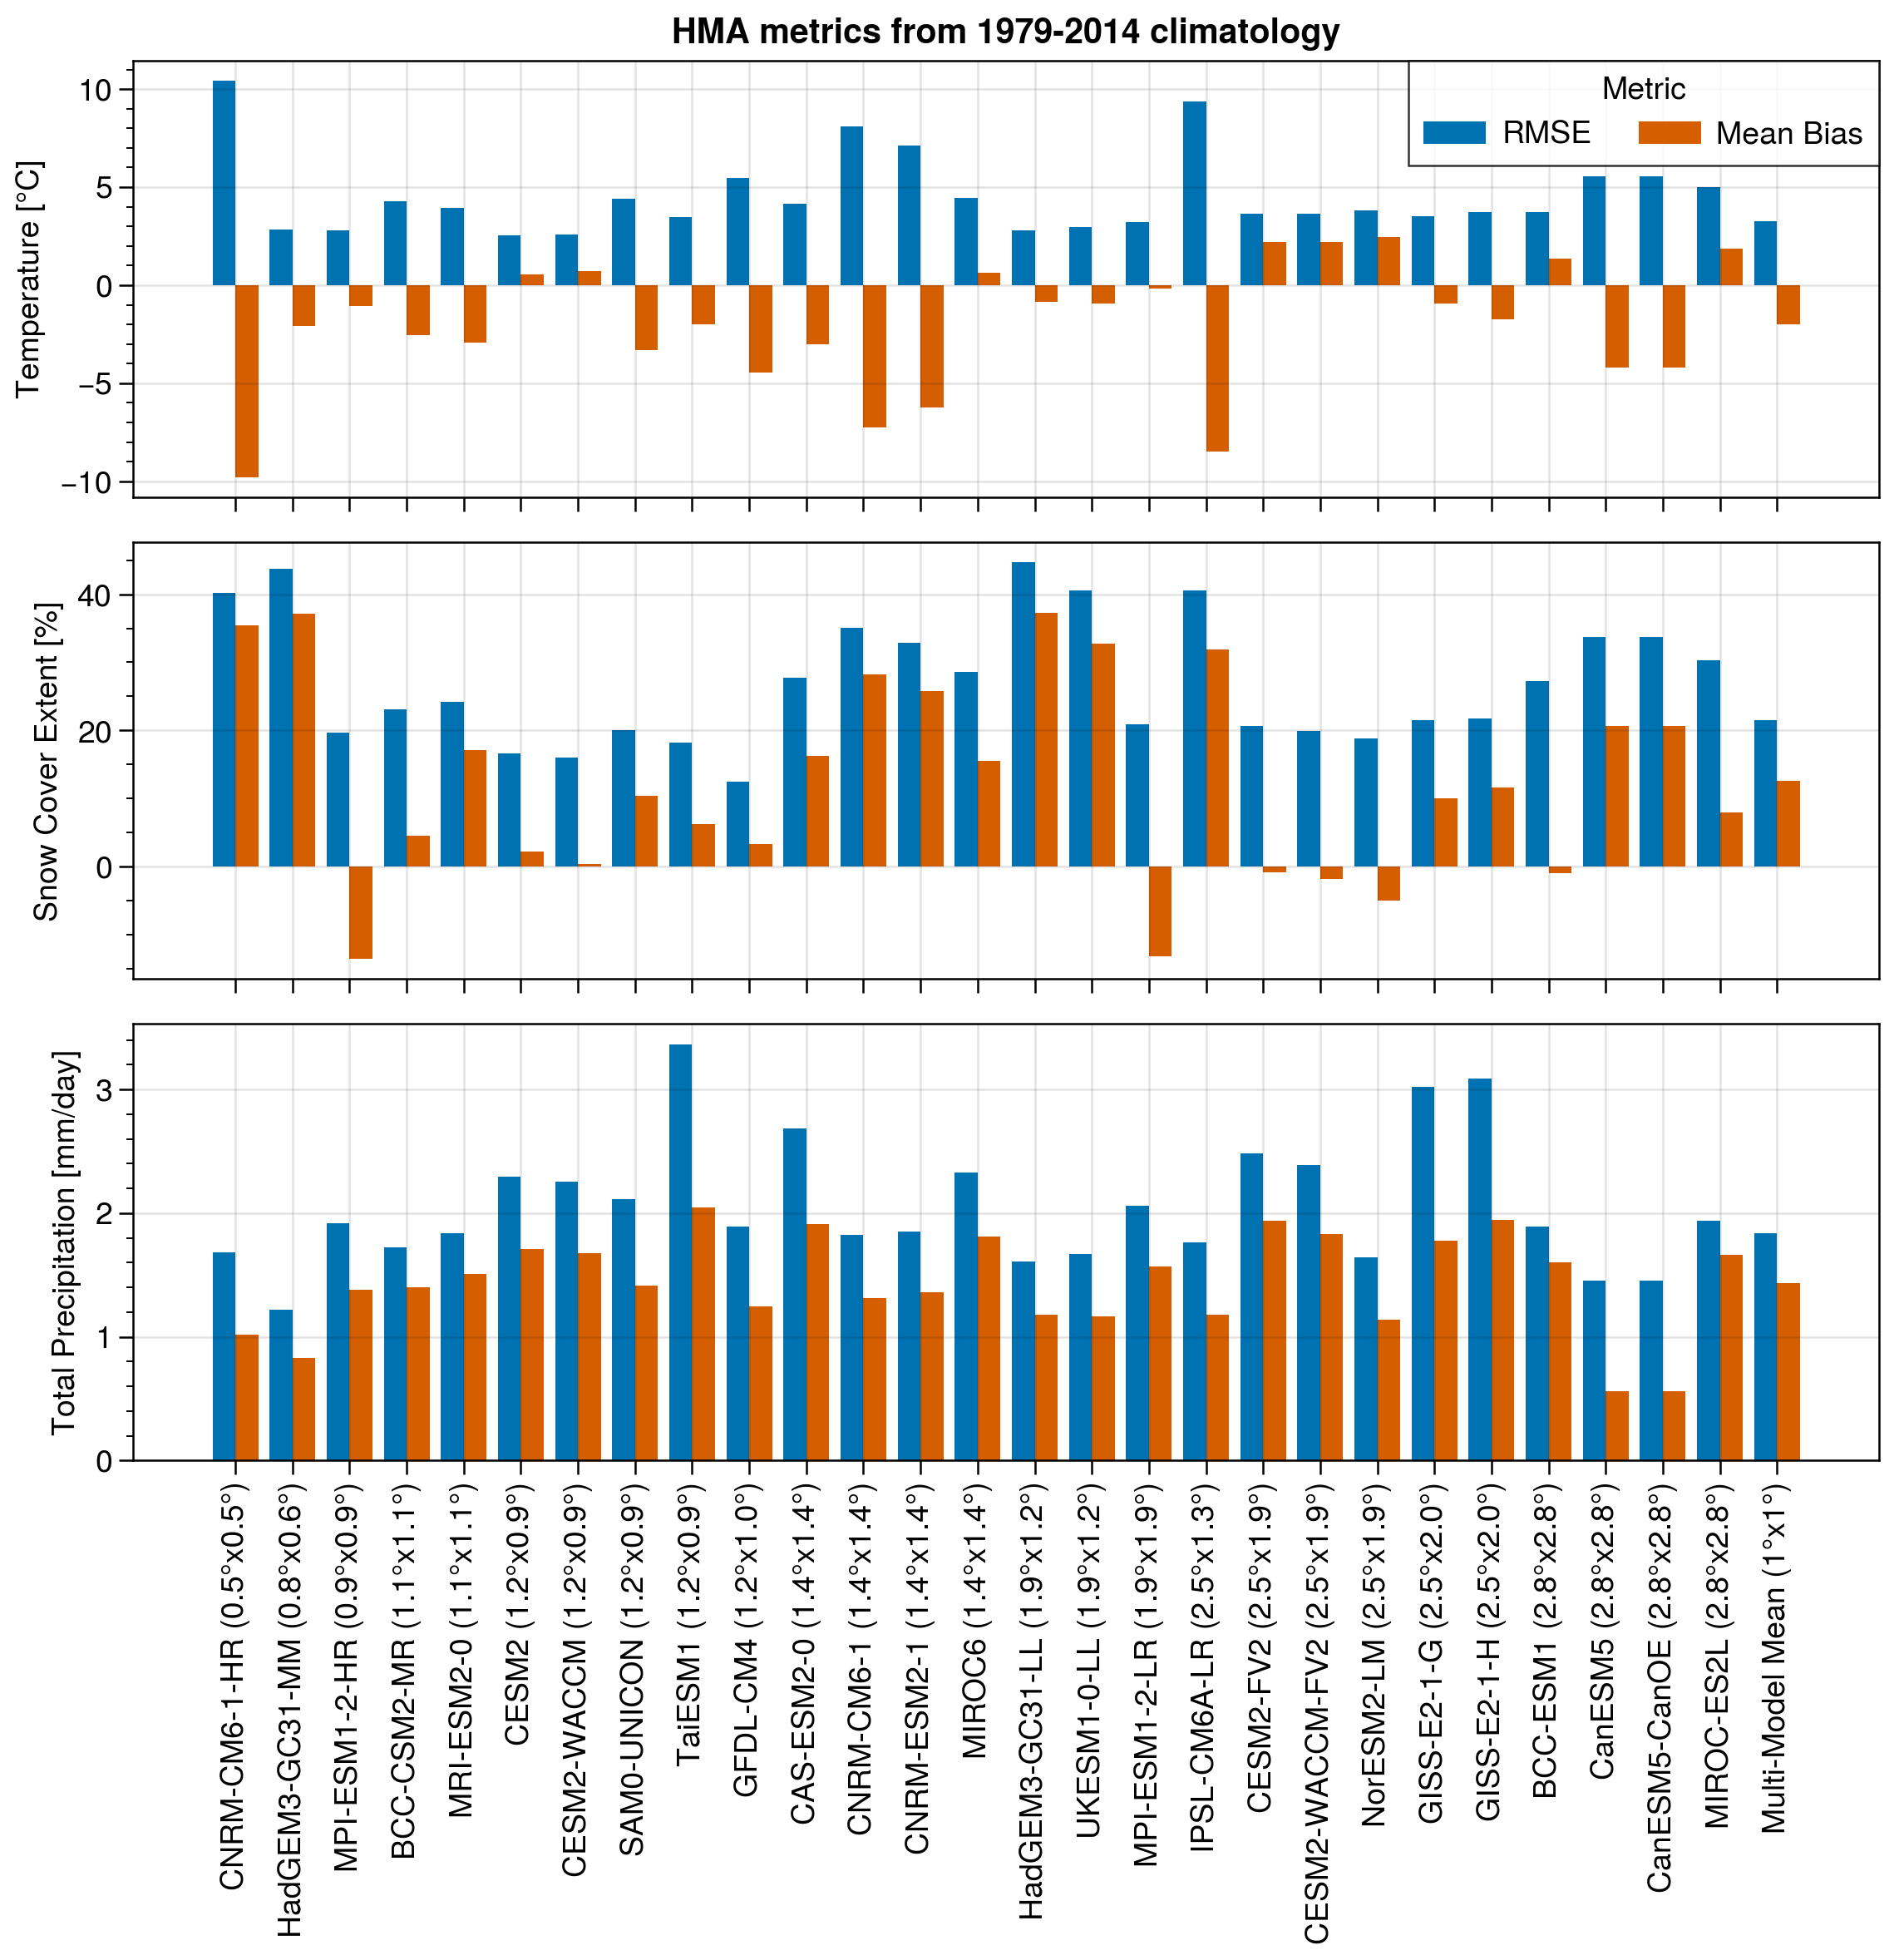 HMA metrics from 1979-2014 climatology
Metric
RMSE
Mean Bias
Temperature [°C]
10
5
0
−5
−10
Snow Cover Extent [%]
40
20
0
Total Precipitation [mm/day]
3
2
1
0
CNRM-CM6-1-HR (0.5°x0.5°)
HadGEM3-GC31-MM (0.8°x0.6°)
MPI-ESM1-2-HR (0.9°x0.9°)
BCC-CSM2-MR (1.1°x1.1°)
MRI-ESM2-0 (1.1°x1.1°)
CESM2 (1.2°x0.9°)
CESM2-WACCM (1.2°x0.9°)
SAM0-UNICON (1.2°x0.9°)
TaiESM1 (1.2°x0.9°)
GFDL-CM4 (1.2°x1.0°)
CAS-ESM2-0 (1.4°x1.4°)
CNRM-CM6-1 (1.4°x1.4°)
CNRM-ESM2-1 (1.4°x1.4°)
MIROC6 (1.4°x1.4°)
HadGEM3-GC31-LL (1.9°x1.2°)
UKESM1-0-LL (1.9°x1.2°)
MPI-ESM1-2-LR (1.9°x1.9°)
IPSL-CM6A-LR (2.5°x1.3°)
CESM2-FV2 (2.5°x1.9°)
CESM2-WACCM-FV2 (2.5°x1.9°)
NorESM2-LM (2.5°x1.9°)
GISS-E2-1-G (2.5°x2.0°)
GISS-E2-1-H (2.5°x2.0°)
BCC-ESM1 (2.8°x2.8°)
CanESM5 (2.8°x2.8°)
CanESM5-CanOE (2.8°x2.8°)
MIROC-ES2L (2.8°x2.8°)
Multi-Model Mean (1°x1°)